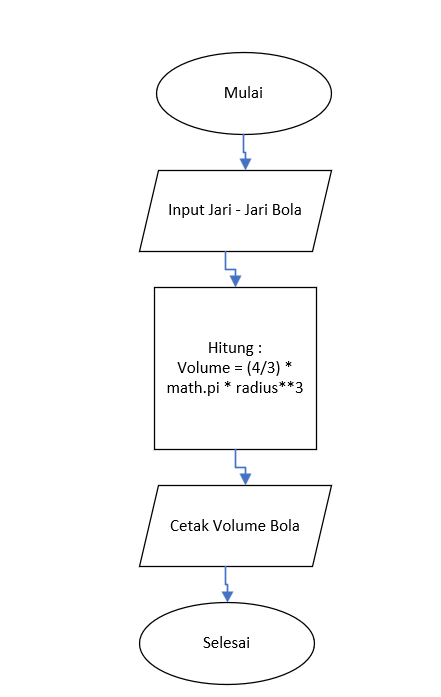 Mulai
Input Jari - Jari Bola
Hitung :
Volume = (4/3) *
math.pi * radius**3
Cetak Volume Bola
Selesai